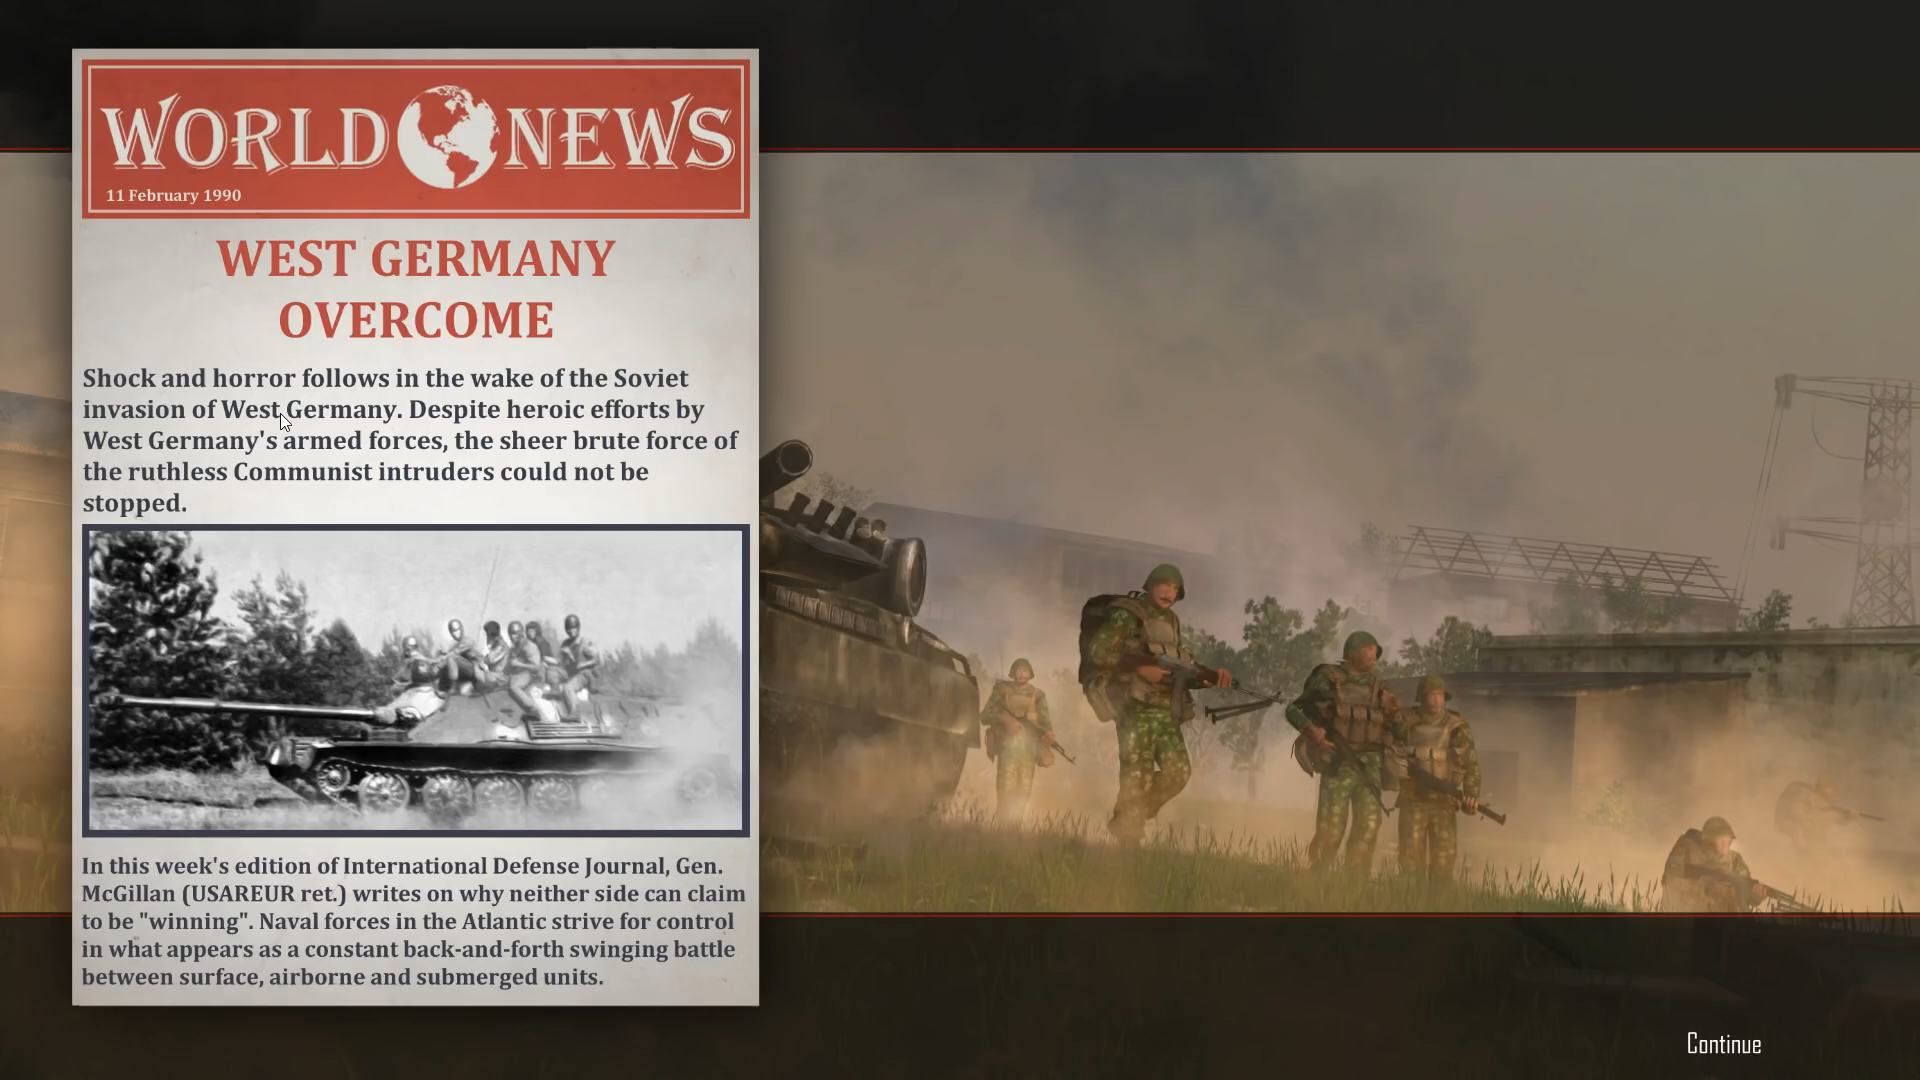 WORLD NEWS
11 February 1990
WEST GERMANY
OVERCOME
Shock and horror follows in the wake of the Soviet
invasion of West Germany. Despite heroic efforts by
West Germany's armed forces, the sheer brute force of
the ruthless Communist intruders could not be
stopped.
In this week's edition of International Defense Journal, Gen.
McGillan (USAREUR ret.) writes on why neither side can claim
to be "winning". Naval forces in the Atlantic strive for control
in what appears as a constant back-and-forth swinging battle
between surface, airborne and submerged units.
Continue